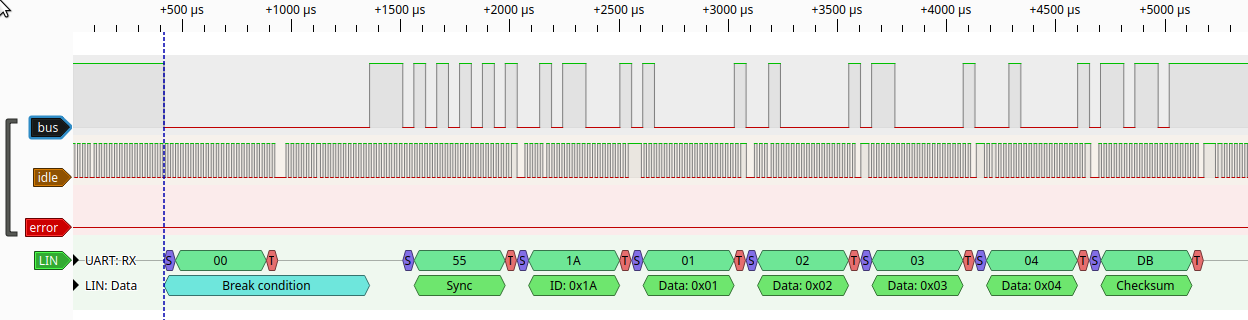 +500 µs +1000 µs +1500 µs +2000 µs +2500 µs +3000 µs +3500 µs +4000 µs +4500 µs +5000 µs
bus
idle
error
LIN UART: RX S 00 T S 55 T S 1A T S 01 T S 02 T S 03 T S 04 T S DB T
LIN: Data Break condition Sync ID: 0x1A Data: 0x01 Data: 0x02 Data: 0x03 Data: 0x04 Checksum